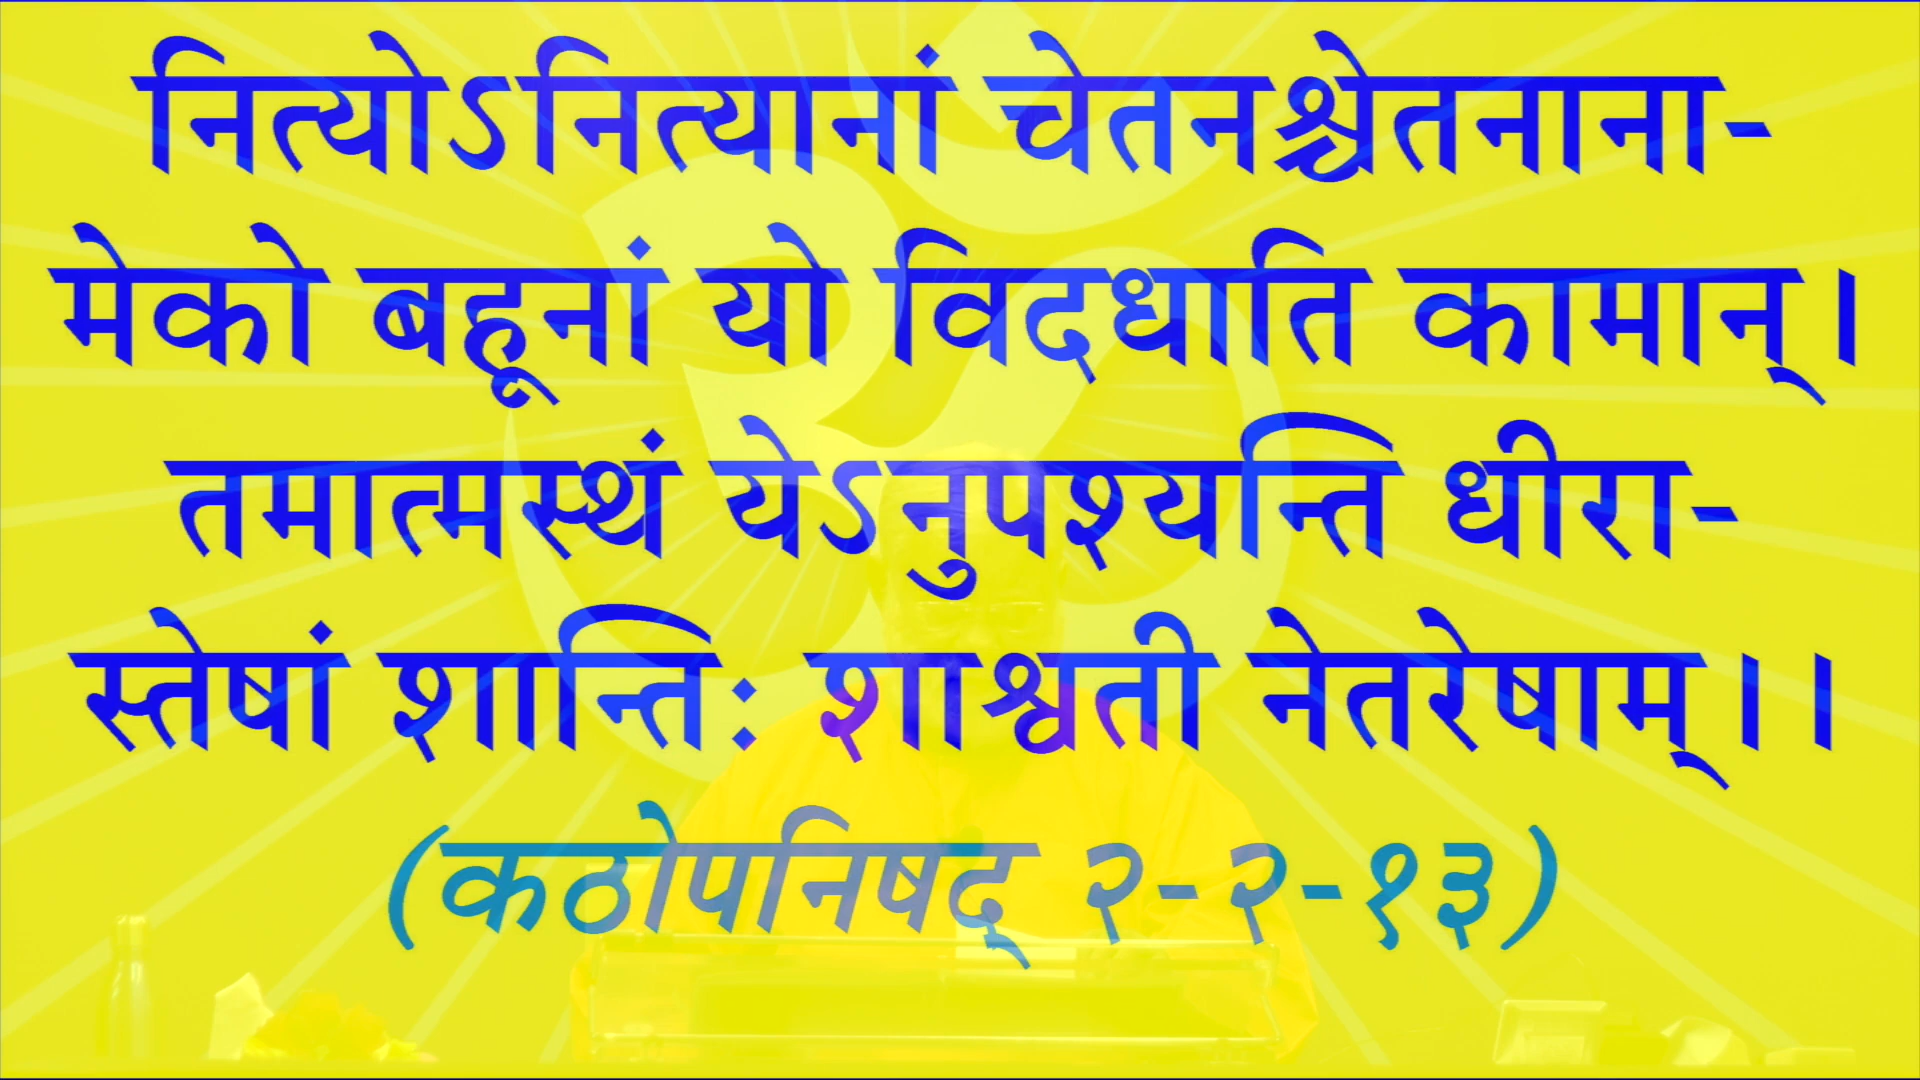 नित्योऽनित्यानां चेतनश्चेतनाना-
मेको बहूनां यो विदधाति कामान् ।
तमात्मस्थं येऽनुपश्यन्ति धीरा-
स्तेषां शान्तिः शाश्वती नेतरेषाम् ।।
(कठोपनिषद् २-२-१३)